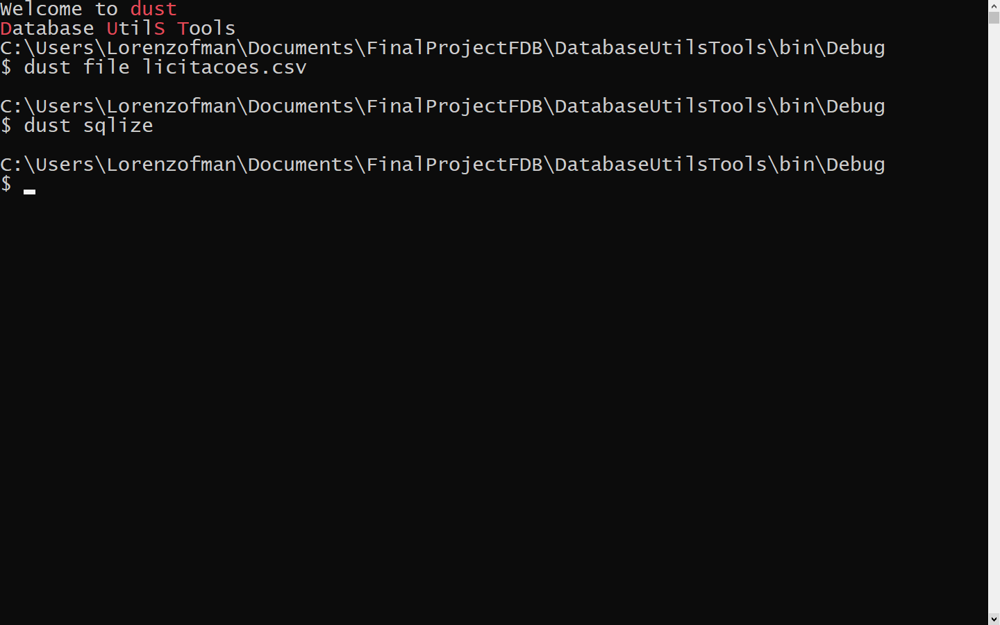 Welcome to dust
Database UtilS Tools
C:\Users\Lorenzofman\Documents\FinalProjectFDB\DatabaseUtilsTools\bin\Debug
$ dust file licitacoes.csv
C:\Users\Lorenzofman\Documents\FinalProjectFDB\DatabaseUtilsTools\bin\Debug
$ dust sqlize
C:\Users\Lorenzofman\Documents\FinalProjectFDB\DatabaseUtilsTools\bin\Debug
$